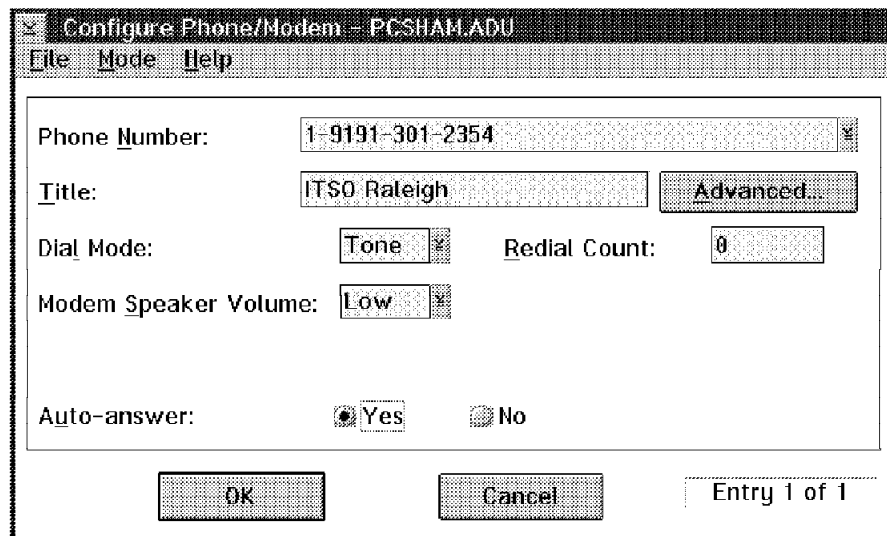 Configure Phone/Modem - PCSHAM.ADU
File Mode Help
Phone Number: 1-9191-301-2354
Title: ITSO Raleigh Advanced...
Dial Mode: Tone Redial Count: 0
Modem Speaker Volume: Low
Auto-answer: Yes No
OK Cancel Entry 1 of 1